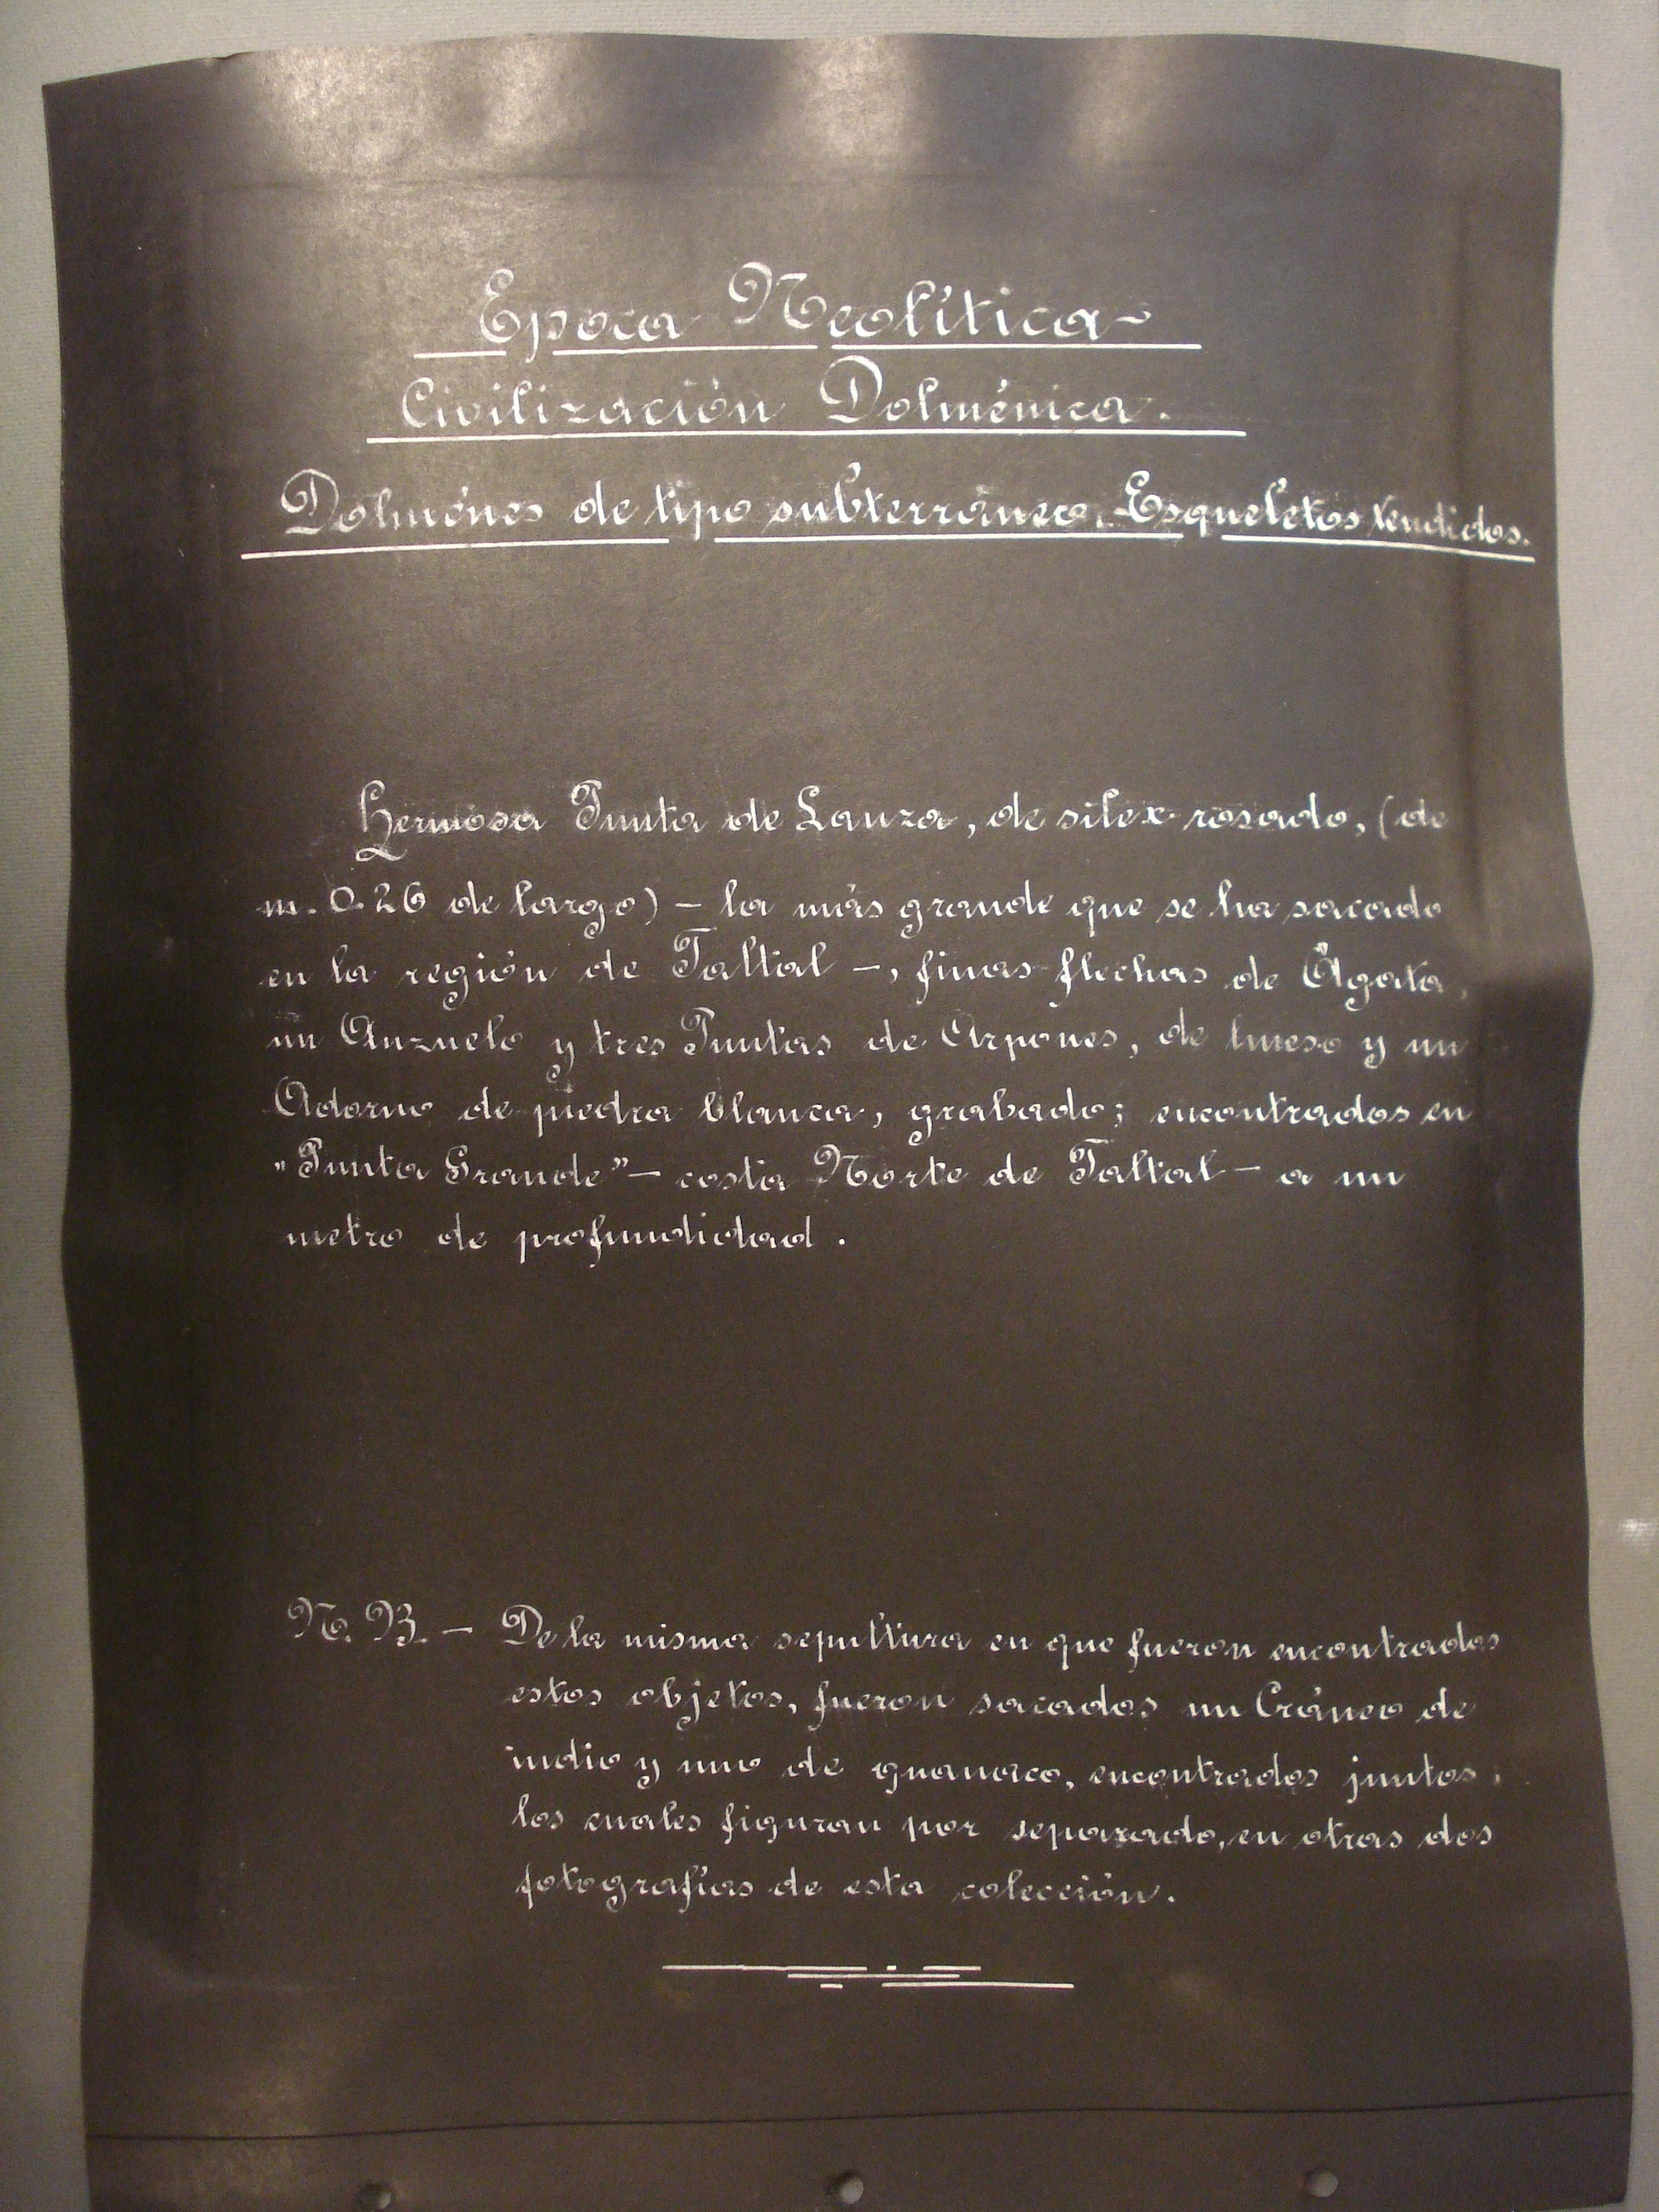 Epoca Neolítica-
Civilización Dolménica.
Dolménes de tipo subterráneo. Esqueletos tendidos.
Hermosa Punta de Lanza, de silex rosado, (de
m. 0.26 de largo) – la más grande que se ha sacado
en la región de Taltal –, finas flechas de Ágata,
un Anzuelo y tres Puntas de Arpones, de hueso y un
Adorno de piedra blanca, grabado; encontrados en
"Punta Grande" – costa Norte de Taltal – a un
metro de profundidad.
N. B. – De la misma sepultura en que fueron encontrados
estos objetos, fueron sacados un Cráneo de
indio y uno de guanaco, encontrados juntos,
los cuales figuran por separado, en otras dos
fotografías de esta colección.